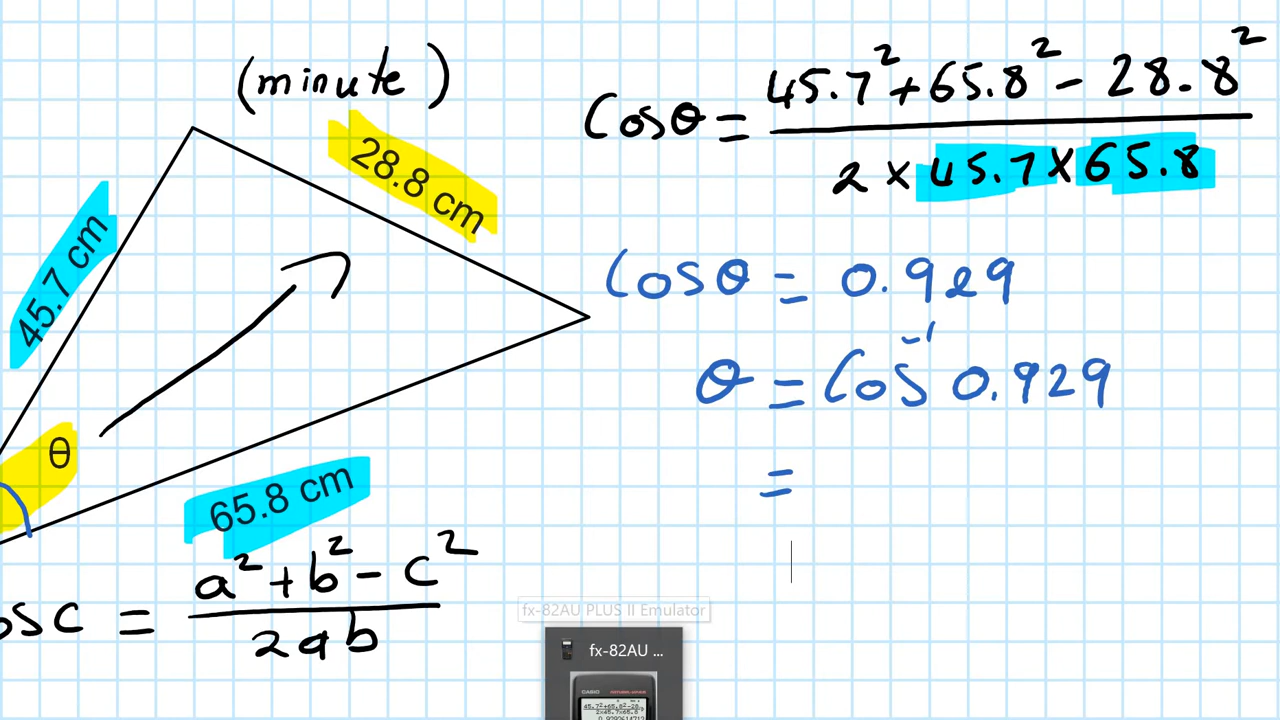 (minute)
28.8 cm
45.7 cm
θ
65.8 cm
cosθ = 45.7² + 65.8² - 28.8²
2 × 45.7 × 65.8
cosθ = 0.929
θ = cos⁻¹ 0.929
=
osc = a² + b² - c²
2ab
fx-82AU PLUS II Emulator
fx-82AU ...
CASIO